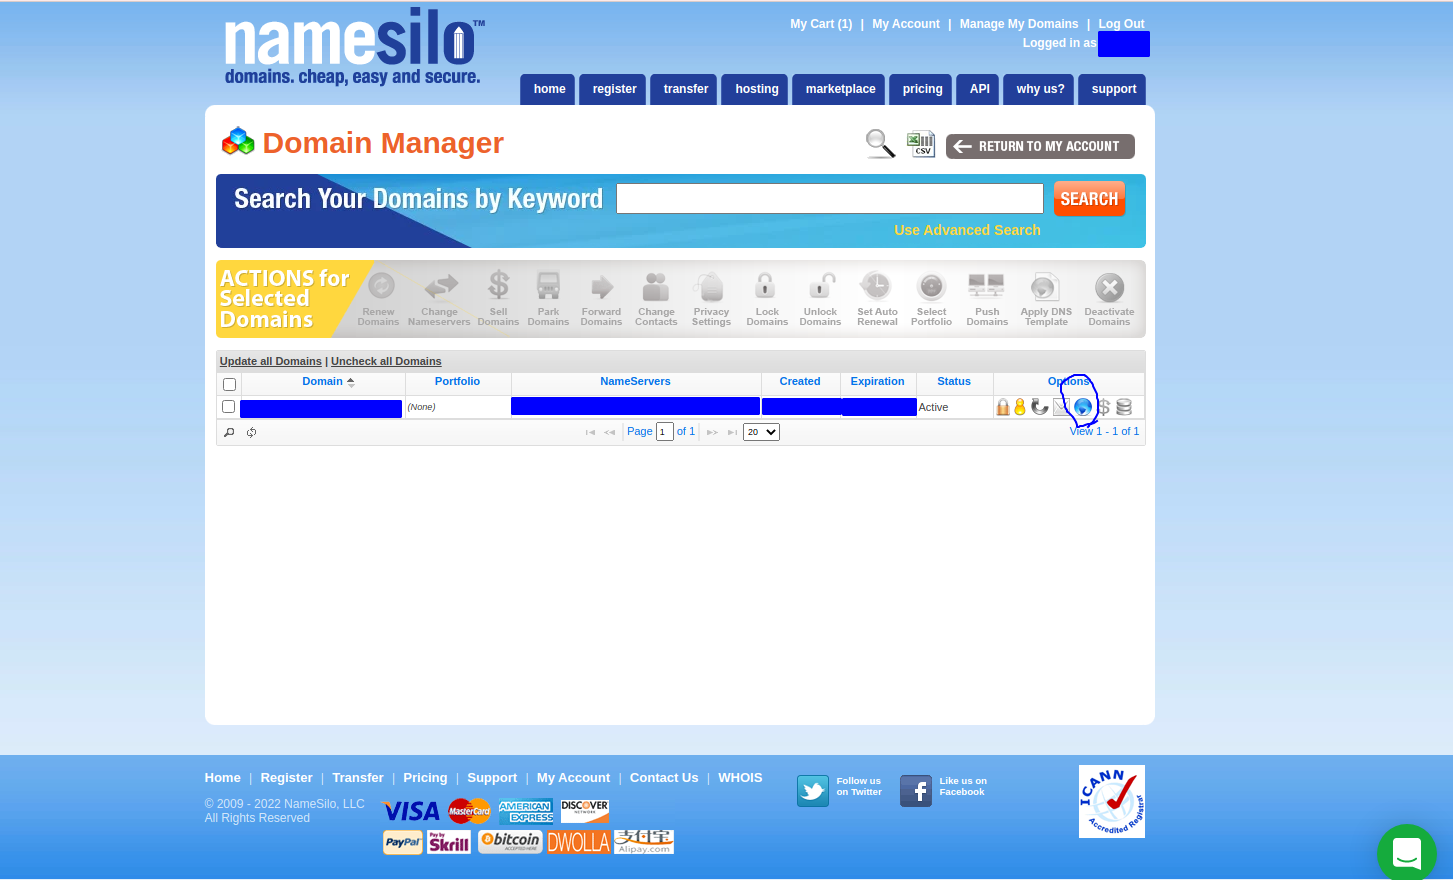 My Cart (1) | My Account | Manage My Domains | Log Out
Logged in as
namesilo™
domains. cheap, easy and secure.
home register transfer hosting marketplace pricing API why us? support
Domain Manager
CSV
RETURN TO MY ACCOUNT
Search Your Domains by Keyword
SEARCH
Use Advanced Search
ACTIONS for
Selected
Domains
Renew
Domains
Change
Nameservers
Sell
Domains
Park
Domains
Forward
Domains
Change
Contacts
Privacy
Settings
Lock
Domains
Unlock
Domains
Set Auto
Renewal
Select
Portfolio
Push
Domains
Apply DNS
Template
Deactivate
Domains
Update all Domains | Uncheck all Domains
Domain Portfolio NameServers Created Expiration Status Options
(None) Active
Page 1 of 1 20 View 1 - 1 of 1
Home | Register | Transfer | Pricing | Support | My Account | Contact Us | WHOIS
© 2009 - 2022 NameSilo, LLC
All Rights Reserved
VISA MasterCard AMERICAN EXPRESS DISCOVER NETWORK
PayPal Pay by Skrill bitcoin ACCEPTED HERE DWOLLA 支付宝 Alipay.com
Follow us
on Twitter
Like us on
Facebook
ICANN
Accredited Registrar